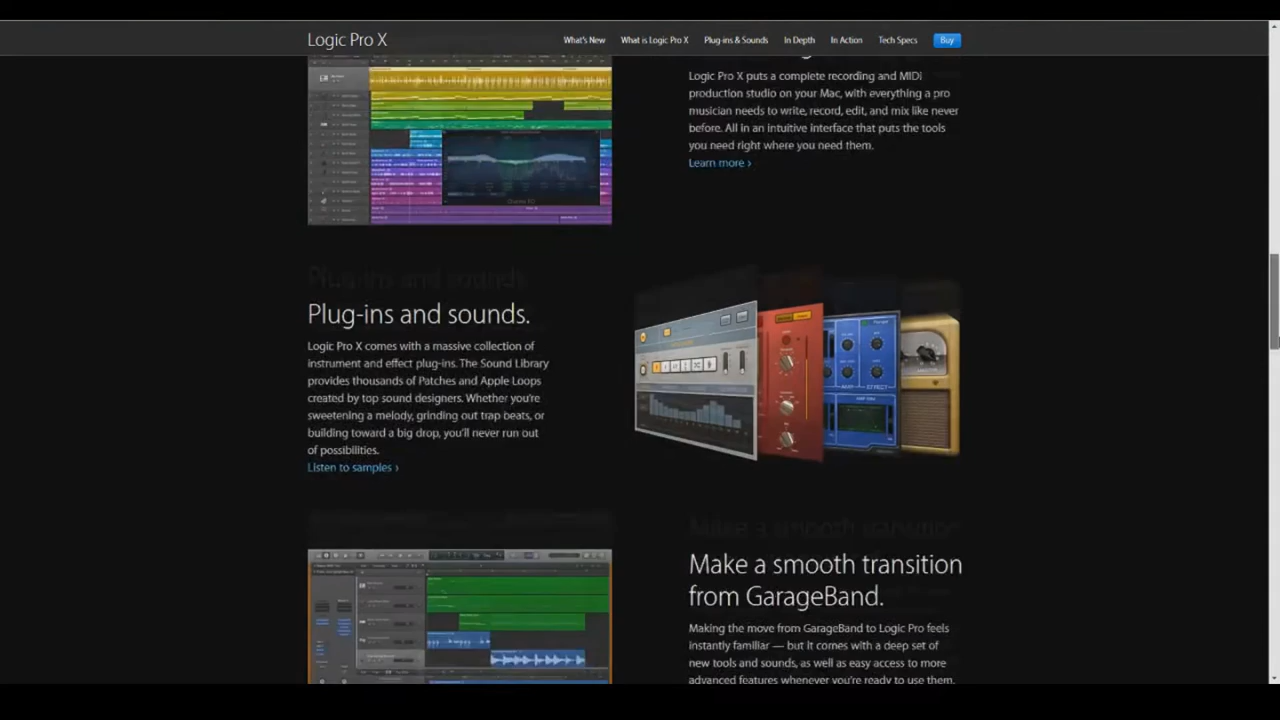 Logic Pro X
What's New
What is Logic Pro X
Plug-ins & Sounds
In Depth
In Action
Tech Specs
Buy
Logic Pro X puts a complete recording and MIDI
production studio on your Mac, with everything a pro
musician needs to write, record, edit, and mix like never
before. All in an intuitive interface that puts the tools
you need right where you need them.
Learn more ›
Plug-ins and sounds.
Logic Pro X comes with a massive collection of
instrument and effect plug-ins. The Sound Library
provides thousands of Patches and Apple Loops
created by top sound designers. Whether you're
sweetening a melody, grinding out trap beats, or
building toward a big drop, you'll never run out
of possibilities.
Listen to samples ›
Make a smooth transition
from GarageBand.
Making the move from GarageBand to Logic Pro feels
instantly familiar — but it comes with a deep set of
new tools and sounds, as well as easy access to more
advanced features whenever you're ready to use them.